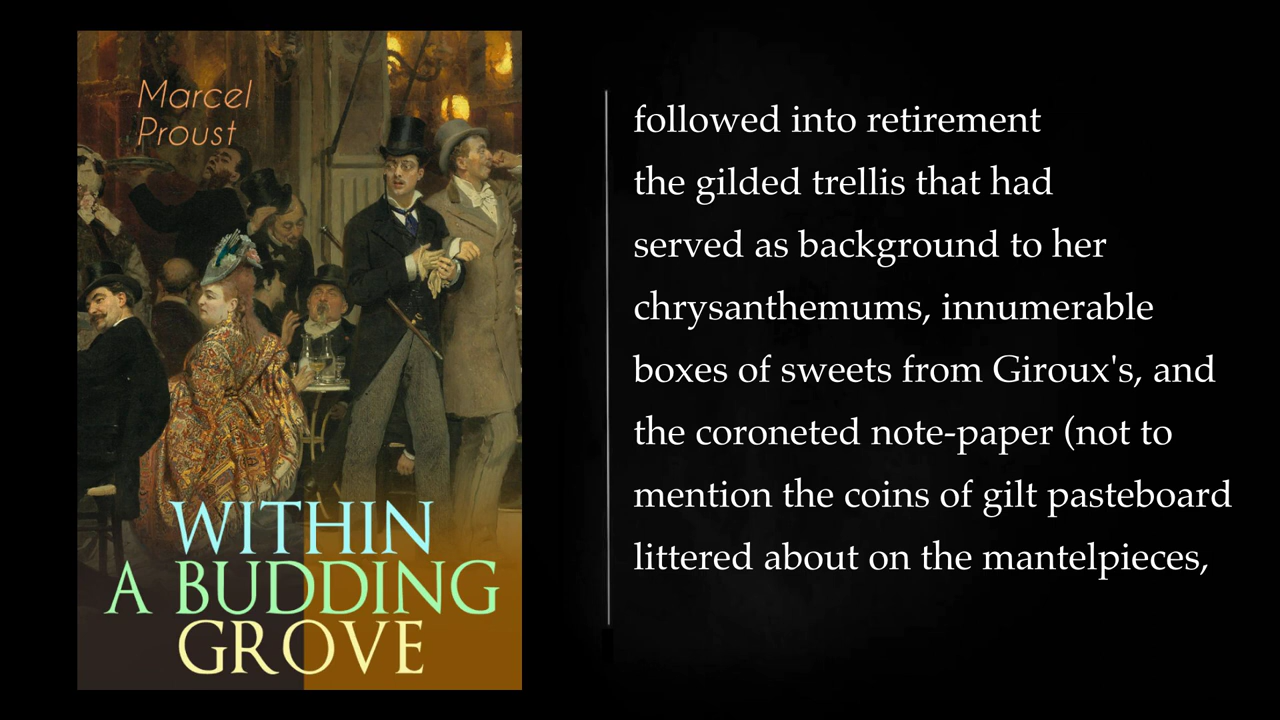 Marcel
Proust
WITHIN
A BUDDING
GROVE
followed into retirement
the gilded trellis that had
served as background to her
chrysanthemums, innumerable
boxes of sweets from Giroux's, and
the coroneted note-paper (not to
mention the coins of gilt pasteboard
littered about on the mantelpieces,